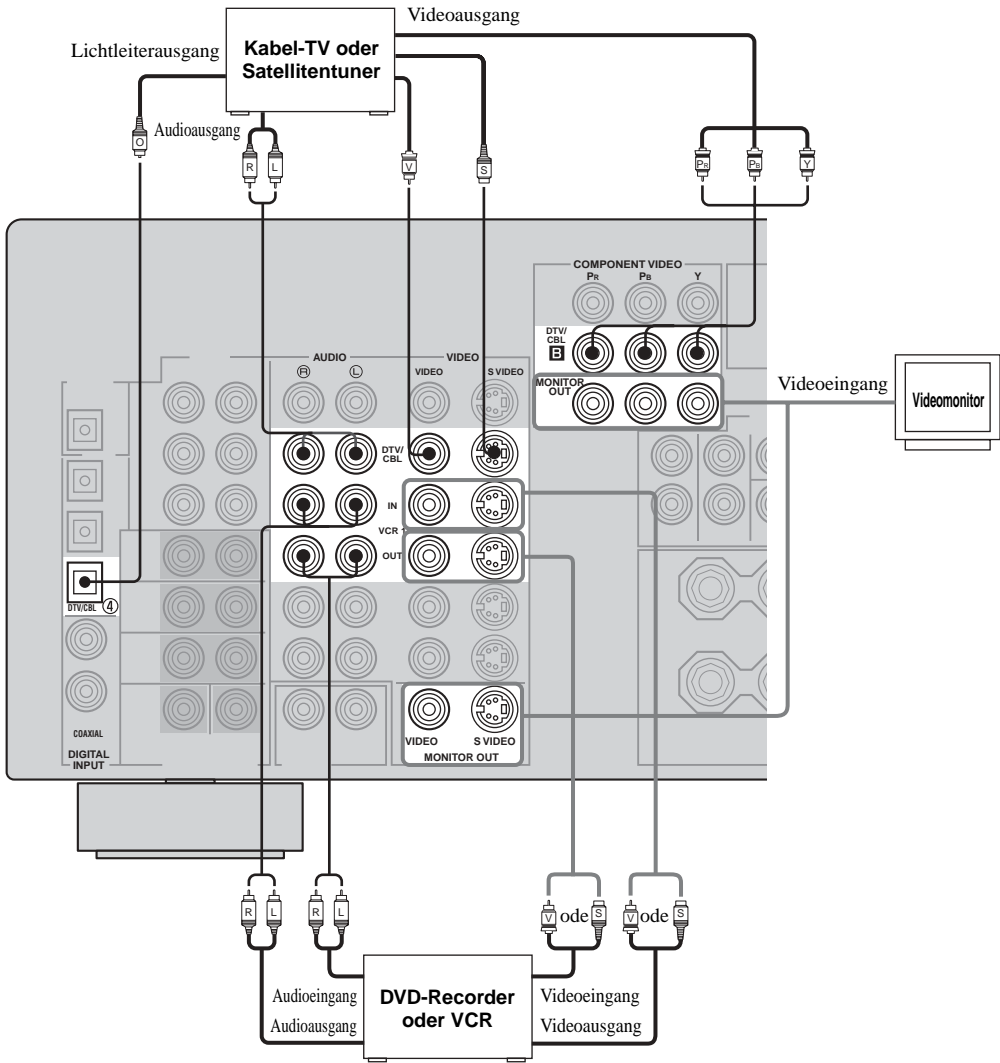 Videoausgang
Lichtleiterausgang
Kabel-TV oder
Satellitentuner
Audioausgang
O
R L
V
S
PR PB Y
COMPONENT VIDEO
PR PB Y
DTV/
CBL
B
MONITOR
OUT
Videoeingang
Videomonitor
AUDIO VIDEO
R L VIDEO S VIDEO
DTV/
CBL
IN
VCR 1
OUT
DTV/CBL ④
COAXIAL
DIGITAL
INPUT
VIDEO S VIDEO
MONITOR OUT
R L R L V ode S V ode S
Audioeingang
Audioausgang
DVD-Recorder
oder VCR
Videoeingang
Videoausgang